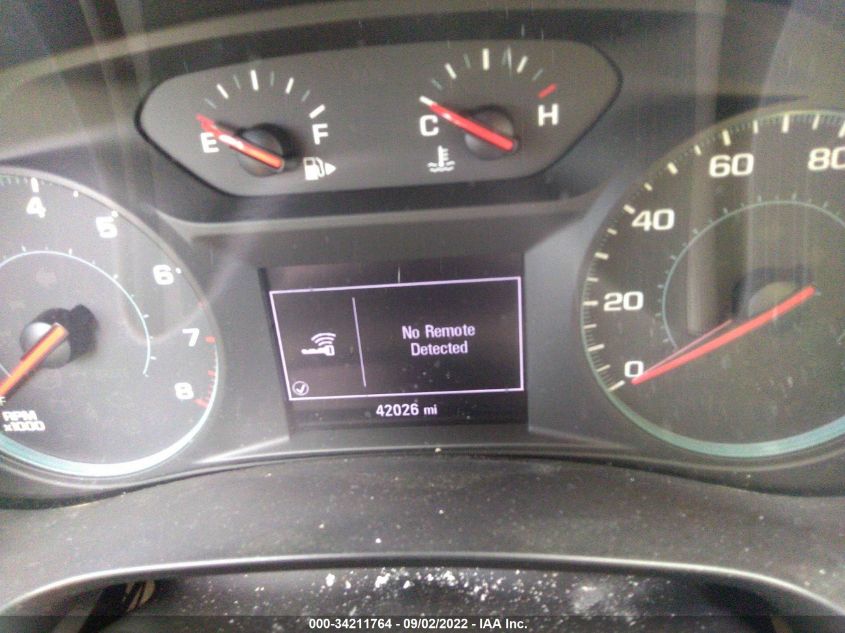 E F
C H
4 5 6 7 8
RPM
x1000
No Remote
Detected
42026 mi
0 20 40 60 80
000-34211764 - 09/02/2022 - IAA Inc.